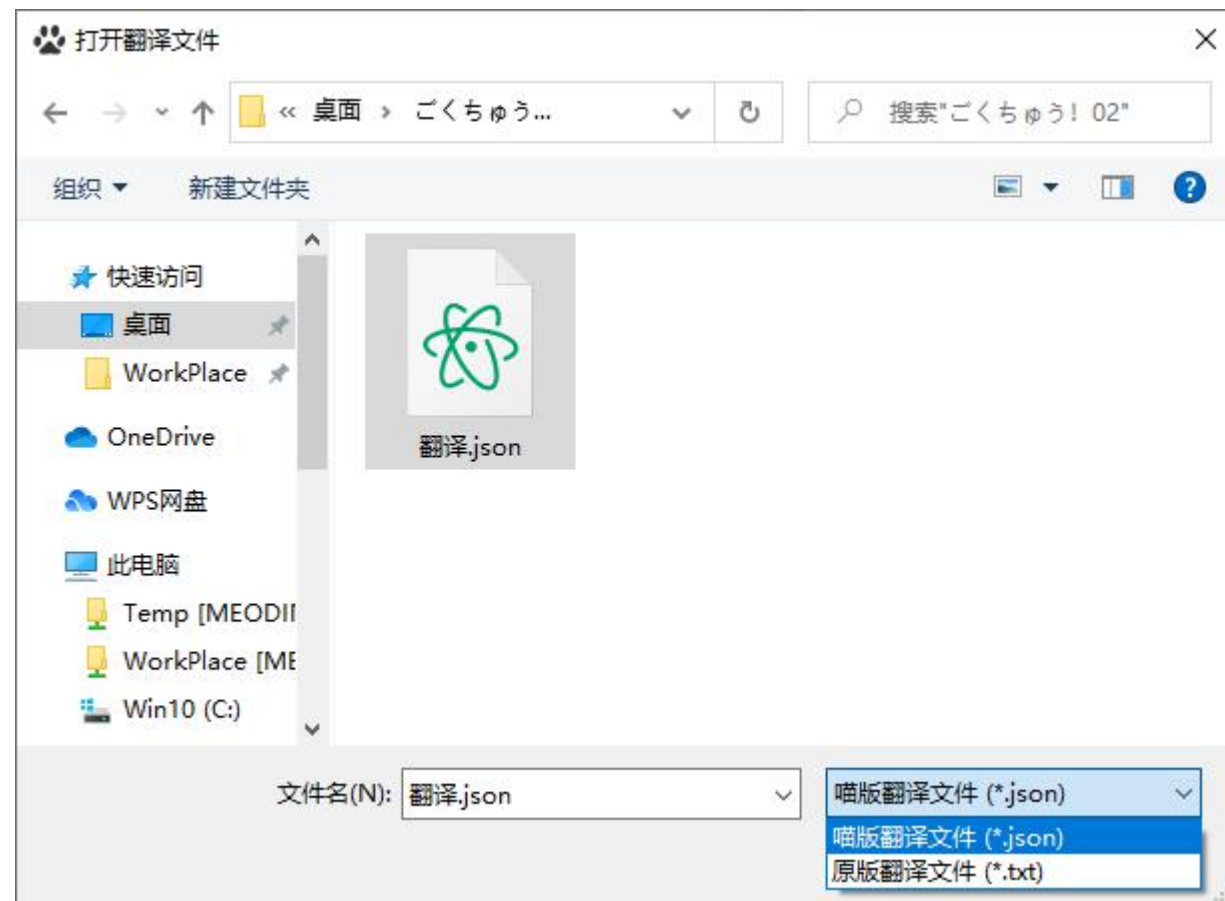 打开翻译文件
« 桌面 › ごくちゅう...
搜索"ごくちゅう! 02"
组织
新建文件夹
快速访问
桌面
WorkPlace
OneDrive
WPS网盘
此电脑
Temp [MEODI
WorkPlace [ME
Win10 (C:)
翻译.json
文件名(N):
翻译.json
喵版翻译文件 (*.json)
喵版翻译文件 (*.json)
原版翻译文件 (*.txt)